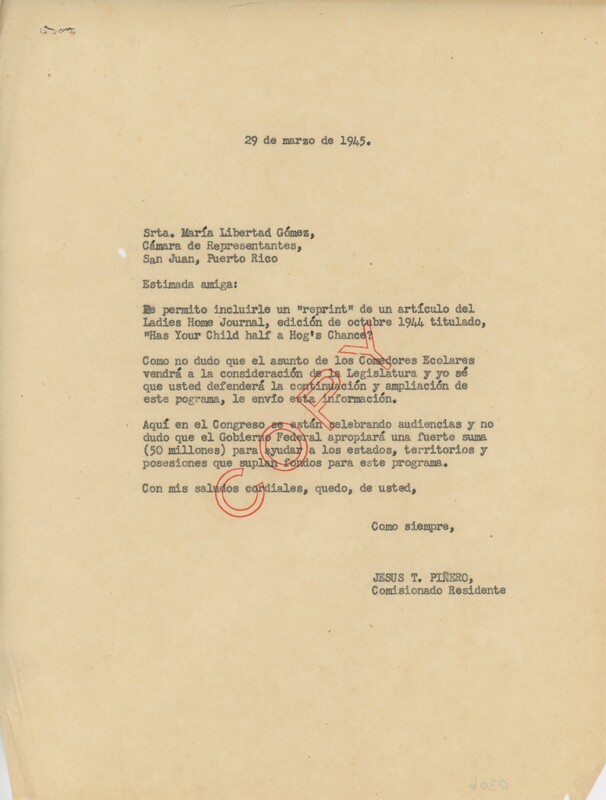 29 de marzo de 1945.
Srta. María Libertad Gómez,
Cámara de Representantes,
San Juan, Puerto Rico
Estimada amiga:
Me permito incluirle un "reprint" de un artículo del
Ladies Home Journal, edición de octubre 1944 titulado,
"Has Your Child half a Hog's Chance?
Como no dudo que el asunto de los Comedores Ecolares
vendrá a la consideración de la Legislatura y yo sé
que usted defenderá la continuación y ampliación de
este pograma, le envío esta información.
Aquí en el Congreso se están celebrando audiencias y no
dudo que el Gobierno Federal apropiará una fuerte suma
(50 millones) para ayudar a los estados, territorios y
posesiones que suplan fondos para este programa.
Con mis saludos cordiales, quedo, de usted,
Como siempre,
JESUS T. PIÑERO,
Comisionado Residente
COPY